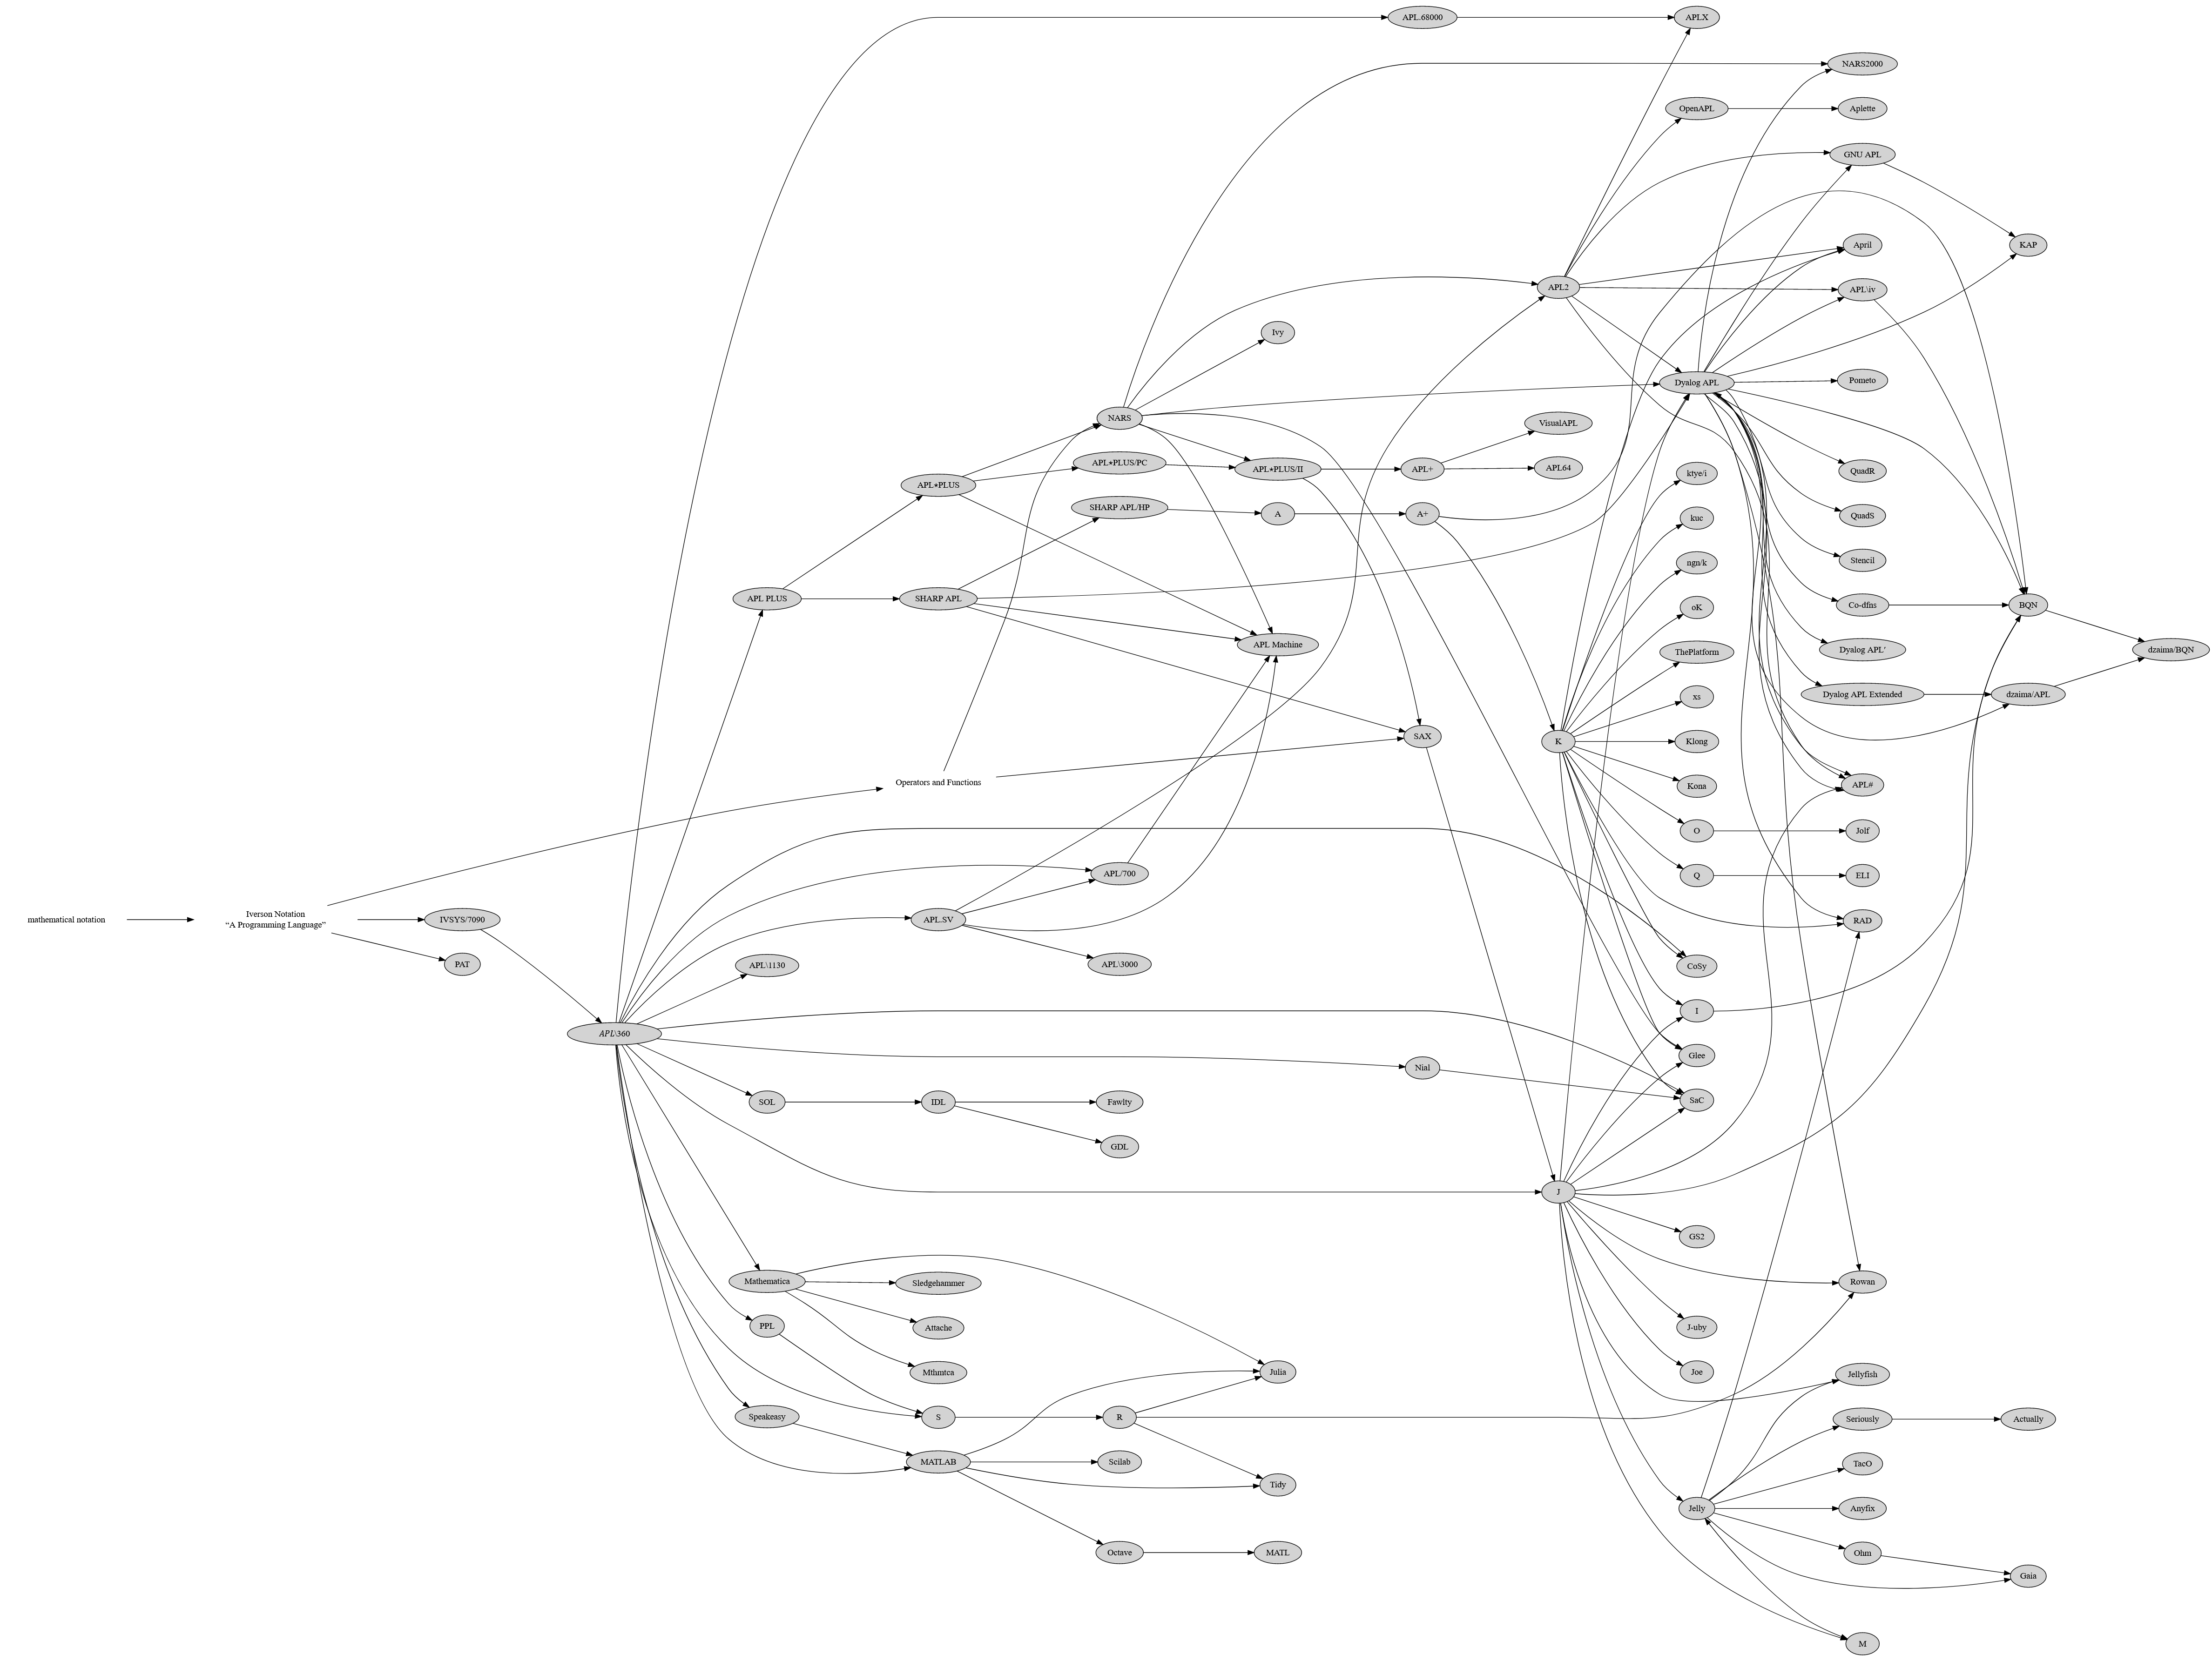 APL.68000
APLX
NARS2000
OpenAPL
Aplette
GNU APL
April
KAP
APL2
APL\iv
Ivy
Dyalog APL
Pometo
NARS
VisualAPL
APL⋆PLUS/PC
APL⋆PLUS/II
APL+
APL64
ktye/i
QuadR
APL⋆PLUS
SHARP APL/HP
A
A+
kuc
QuadS
ngn/k
Stencil
APL PLUS
SHARP APL
oK
Co-dfns
BQN
APL Machine
ThePlatform
Dyalog APL′
dzaima/BQN
xs
Dyalog APL Extended
dzaima/APL
SAX
K
Klong
Operators and Functions
Kona
APL#
O
Jolf
APL/700
Q
ELI
mathematical notation
Iverson Notation
“A Programming Language”
IVSYS/7090
APL.SV
RAD
PAT
APL\1130
APL\3000
CoSy
I
APL\360
Glee
Nial
SOL
IDL
Fawlty
SaC
GDL
J
GS2
Mathematica
Sledgehammer
Rowan
PPL
Attache
J-uby
Mthmtca
Julia
Joe
Jellyfish
Speakeasy
S
R
Seriously
Actually
MATLAB
Scilab
TacO
Tidy
Jelly
Anyfix
Octave
MATL
Ohm
Gaia
M